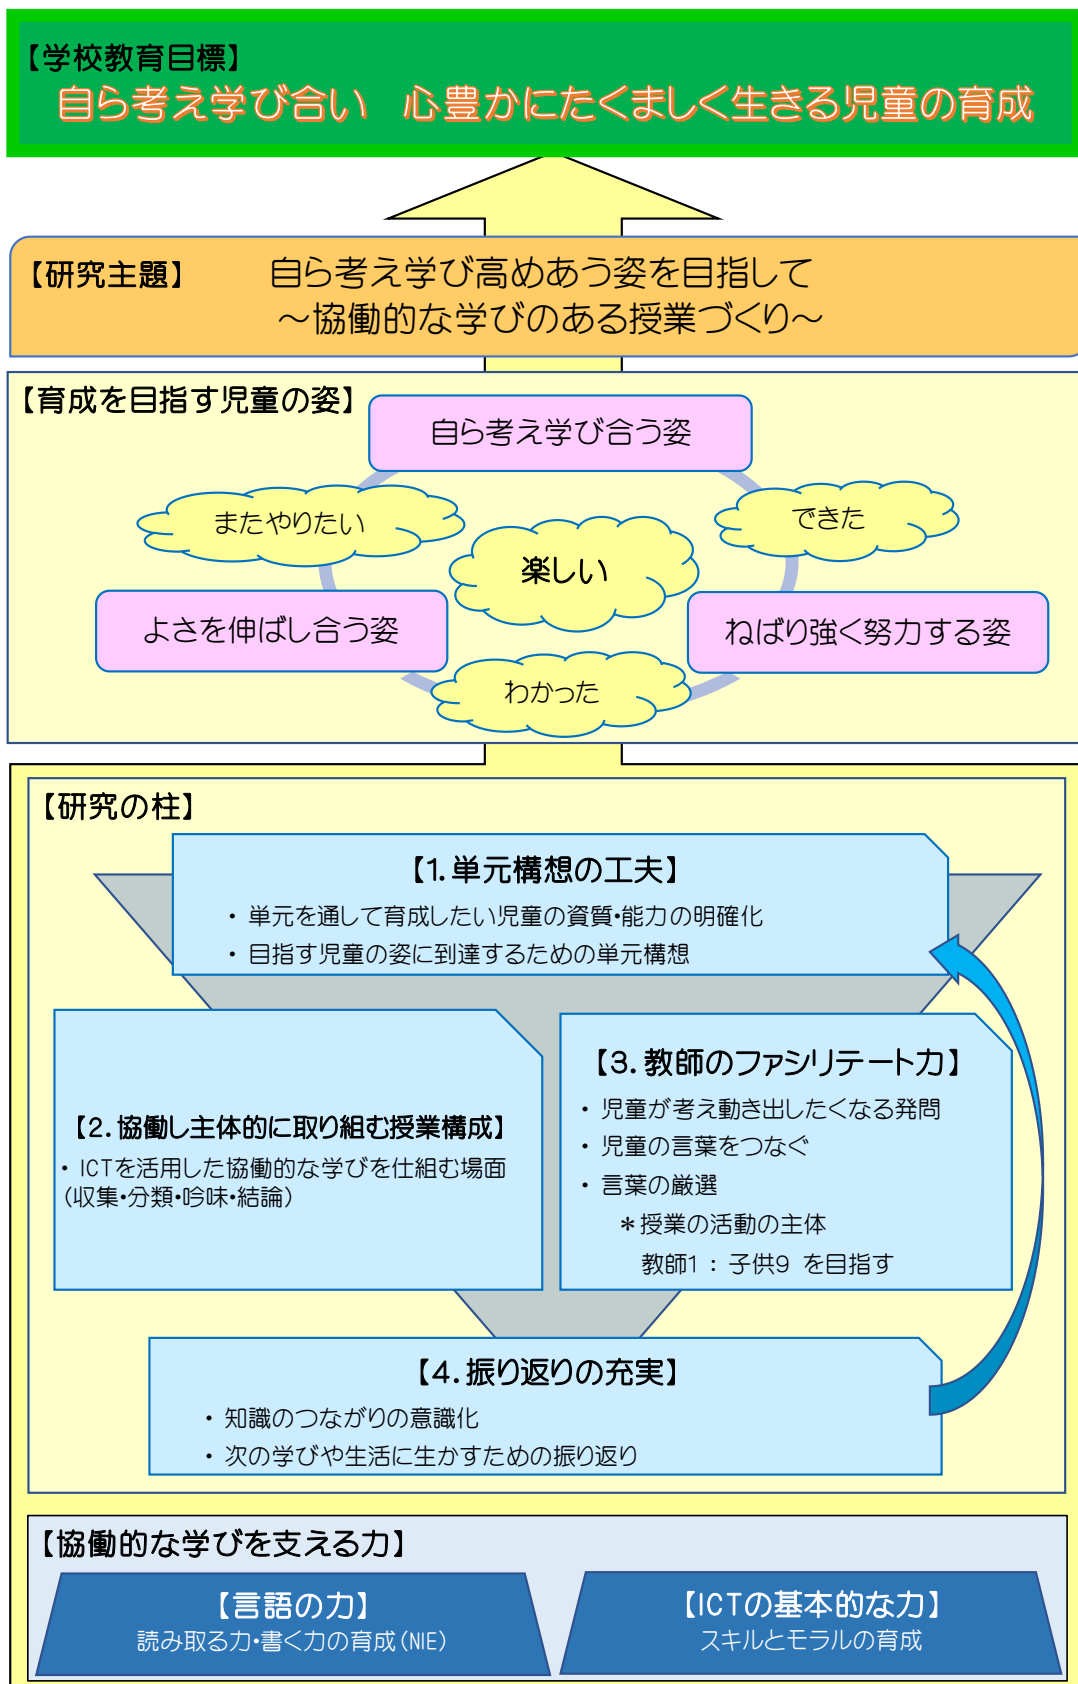 【学校教育目標】
自ら考え学び合い　心豊かにたくましく生きる児童の育成
【研究主題】　自ら考え学び高めあう姿を目指して
～協働的な学びのある授業づくり～
【育成を目指す児童の姿】
自ら考え学び合う姿
またやりたい
できた
楽しい
よさを伸ばし合う姿
ねばり強く努力する姿
わかった
【研究の柱】
【1.単元構想の工夫】
・単元を通して育成したい児童の資質・能力の明確化
・目指す児童の姿に到達するための単元構想
【2.協働し主体的に取り組む授業構成】
・ICTを活用した協働的な学びを仕組む場面
（収集・分類・吟味・結論）
【3.教師のファシリテート力】
・児童が考え動き出したくなる発問
・児童の言葉をつなぐ
・言葉の厳選
＊授業の活動の主体
教師1：子供9 を目指す
【4.振り返りの充実】
・知識のつながりの意識化
・次の学びや生活に生かすための振り返り
【協働的な学びを支える力】
【言語の力】
読み取る力・書く力の育成（NIE）
【ICTの基本的な力】
スキルとモラルの育成